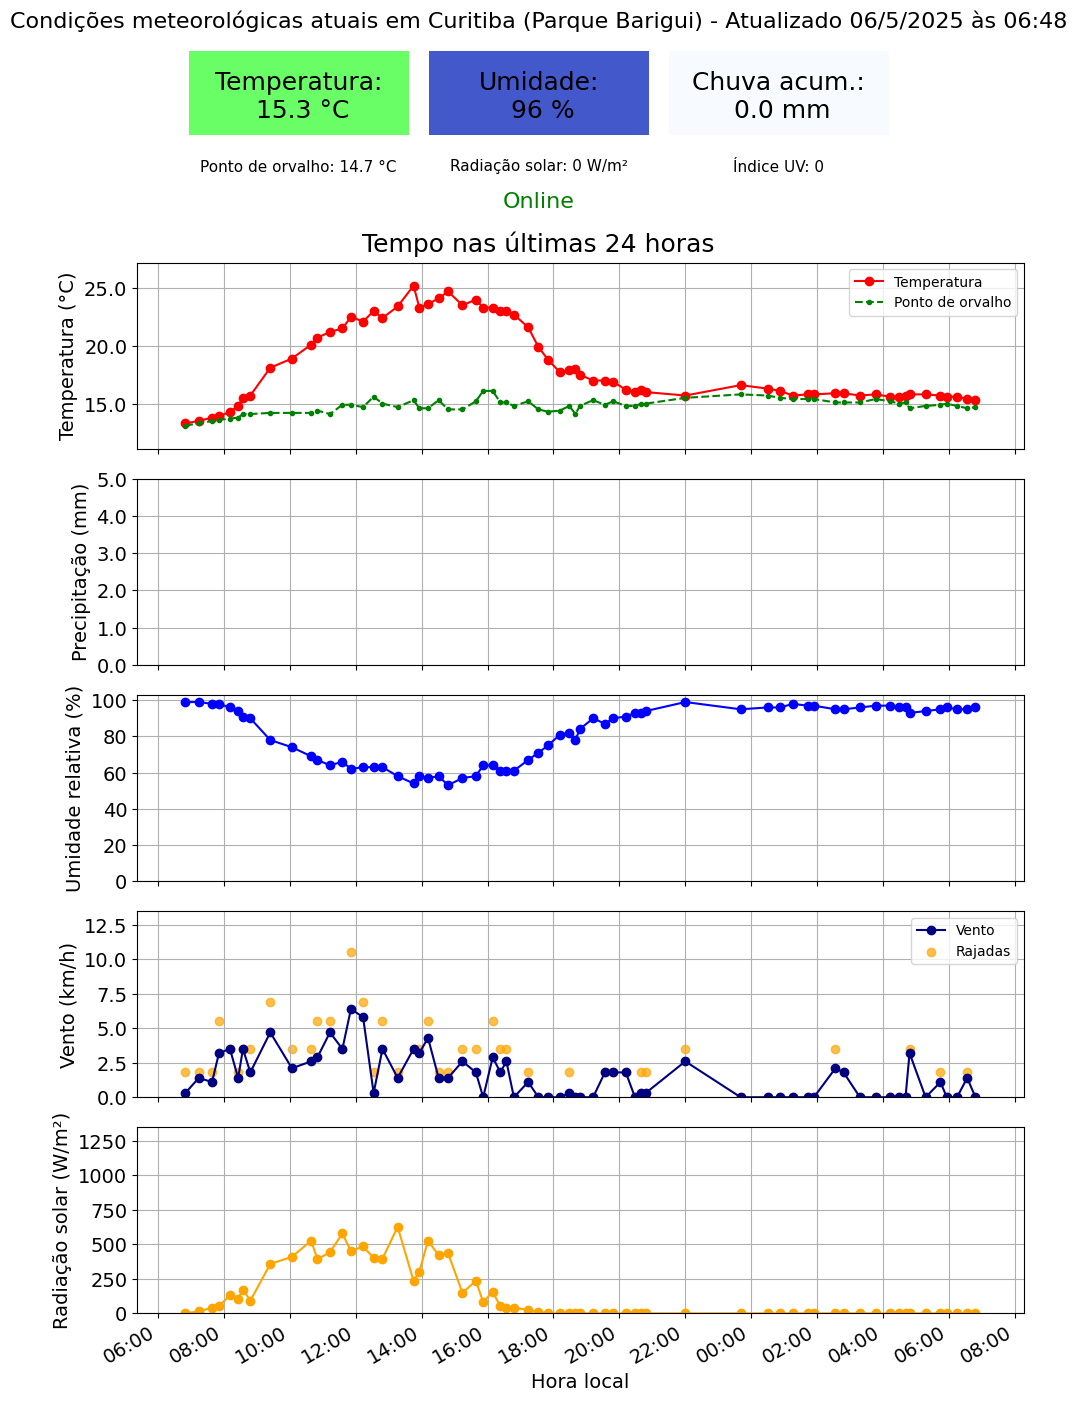 Condições meteorológicas atuais em Curitiba (Parque Barigui) - Atualizado 06/5/2025 às 06:48
Temperatura:
15.3 °C
Umidade:
96 %
Chuva acum.:
0.0 mm
Ponto de orvalho: 14.7 °C
Radiação solar: 0 W/m²
Índice UV: 0
Online
Tempo nas últimas 24 horas
Temperatura (°C)
25.0
20.0
15.0
Temperatura
Ponto de orvalho
Precipitação (mm)
5.0
4.0
3.0
2.0
1.0
0.0
Umidade relativa (%)
100
80
60
40
20
0
Vento (km/h)
12.5
10.0
7.5
5.0
2.5
0.0
Vento
Rajadas
Radiação solar (W/m²)
1250
1000
750
500
250
0
06:00 08:00 10:00 12:00 14:00 16:00 18:00 20:00 22:00 00:00 02:00 04:00 06:00 08:00
Hora local